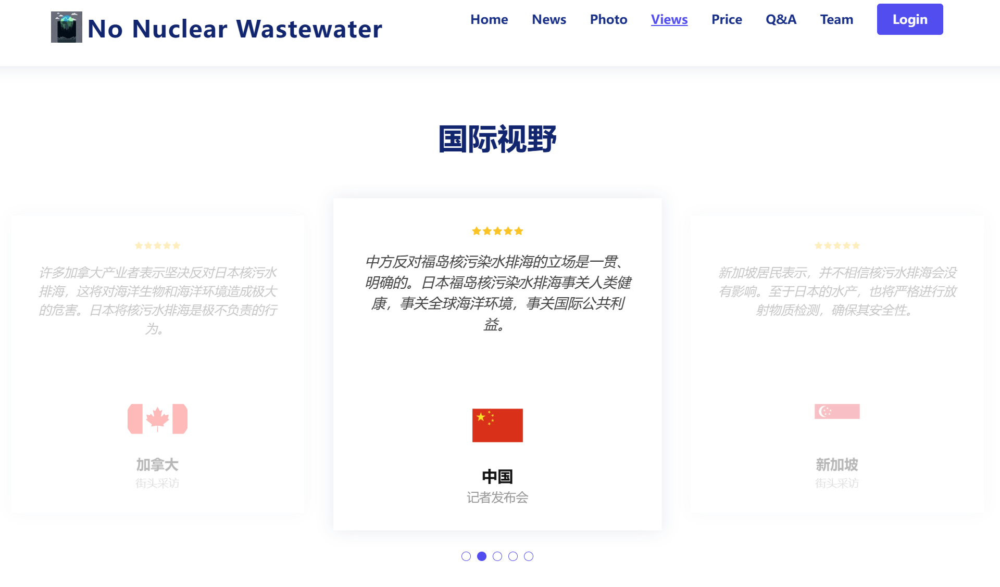 No Nuclear Wastewater
Home News Photo Views Price Q&A Team Login
国际视野
许多加拿大产业者表示坚决反对日本核污水
排海，这将对海洋生物和海洋环境造成极大
的危害。日本将核污水排海是极不负责的行
为。
加拿大
街头采访
中方反对福岛核污染水排海的立场是一贯、
明确的。日本福岛核污染水排海事关人类健
康，事关全球海洋环境，事关国际公共利
益。
中国
记者发布会
新加坡居民表示，并不相信核污水排海会没
有影响。至于日本的水产，也将严格进行放
射物质检测，确保其安全性。
新加坡
街头采访